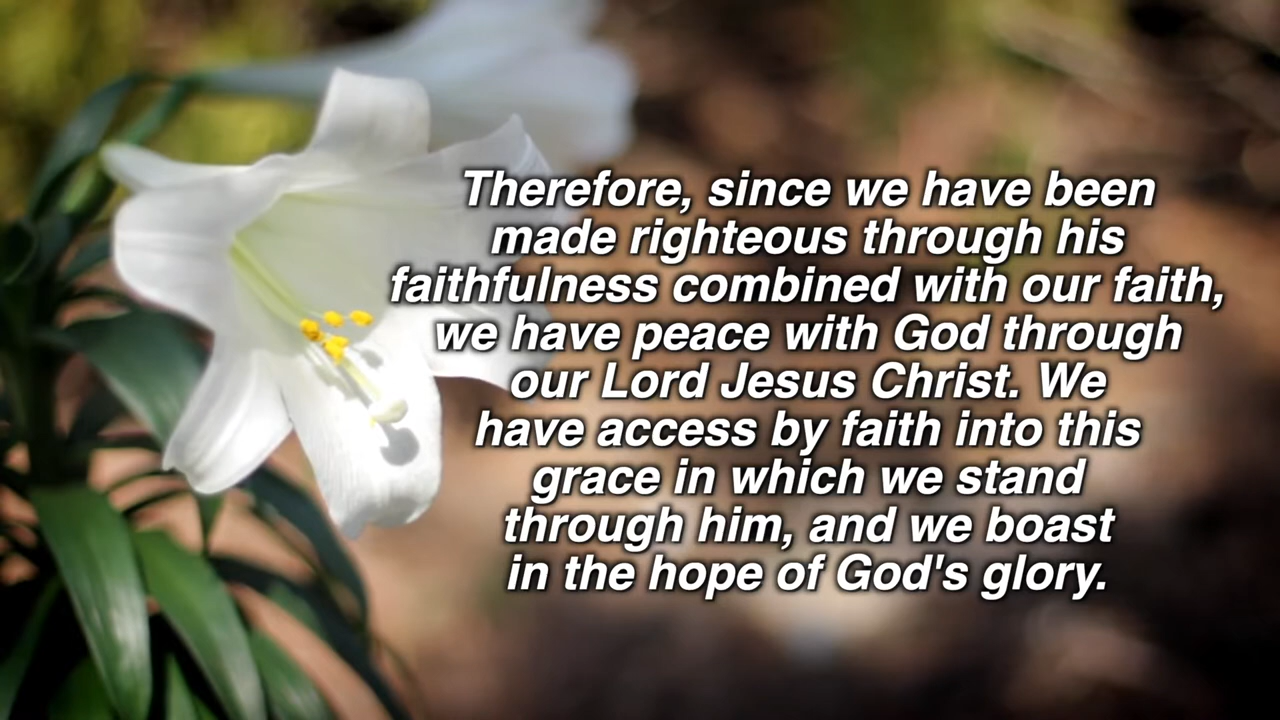 Therefore, since we have been
made righteous through his
faithfulness combined with our faith,
we have peace with God through
our Lord Jesus Christ. We
have access by faith into this
grace in which we stand
through him, and we boast
in the hope of God's glory.